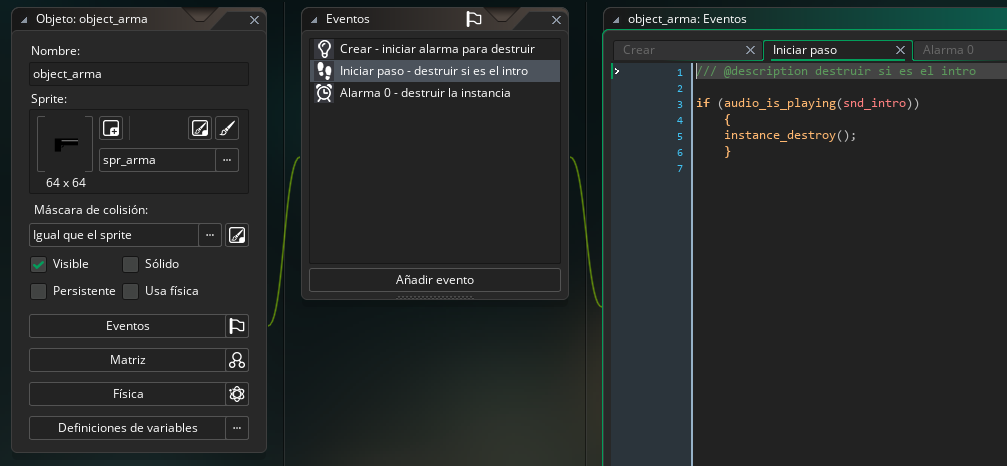 Objeto: object_arma
Nombre:
object_arma
Sprite:
spr_arma
...
64 x 64
Máscara de colisión:
Igual que el sprite
...
Visible
Sólido
Persistente
Usa física
Eventos
Matriz
Física
Definiciones de variables
...
Eventos
Crear - iniciar alarma para destruir
Iniciar paso - destruir si es el intro
Alarma 0 - destruir la instancia
Añadir evento
object_arma: Eventos
Crear
Iniciar paso
Alarma 0
1 /// @description destruir si es el intro
2
3 if (audio_is_playing(snd_intro))
4 {
5 instance_destroy();
6 }
7